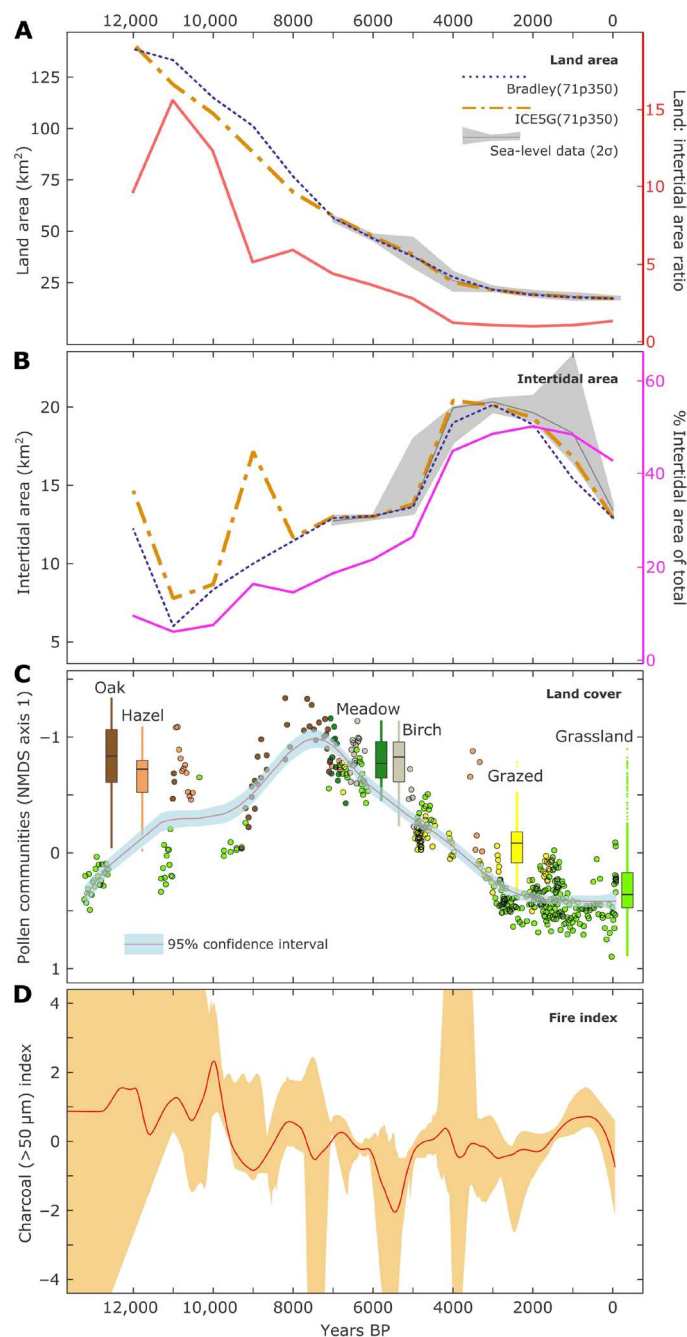 A
12,000 10,000 8000 6000 4000 2000 0
Land area (km²)
125
100
75
50
25
Land area
Bradley(71p350)
ICE5G(71p350)
Sea-level data (2σ)
Land: intertidal area ratio
15
10
5
0
B
Intertidal area (km²)
20
15
10
5
Intertidal area
% Intertidal area of total
60
40
20
0
C
Pollen communities (NMDS axis 1)
−1
0
1
Land cover
Oak
Hazel
Meadow
Birch
Grazed
Grassland
95% confidence interval
D
Charcoal (>50 μm) index
4
2
0
−2
−4
Fire index
12,000 10,000 8000 6000 4000 2000 0
Years BP